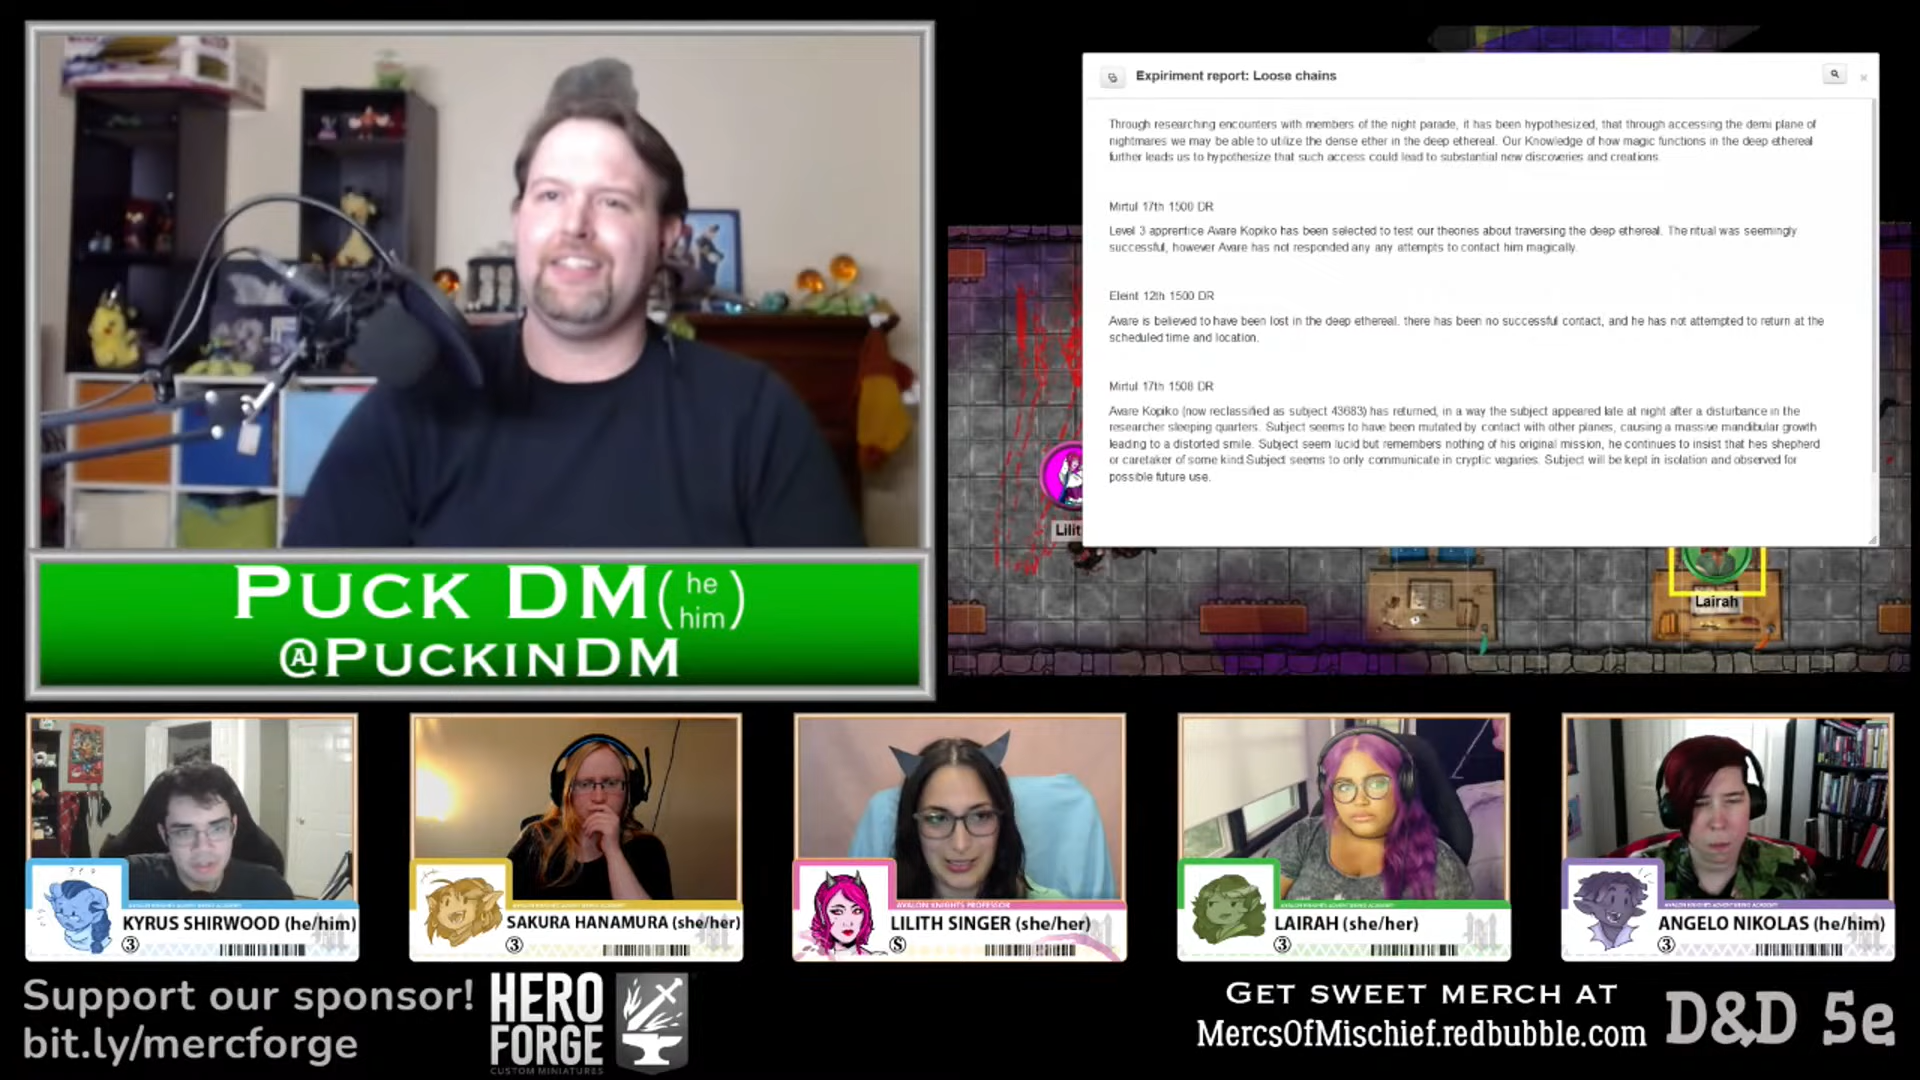 Expiriment report: Loose chains
Through researching encounters with members of the night parade, it has been hypothesized, that through accessing the demi plane of
nightmares we may be able to utilize the dense ether in the deep ethereal. Our Knowledge of how magic functions in the deep ethereal
further leads us to hypothesize that such access could lead to substantial new discoveries and creations.
Mirtul 17th 1500 DR
Level 3 apprentice Avare Kopiko has been selected to test our theories about traversing the deep ethereal. The ritual was seemingly
successful, however Avare has not responded any any attempts to contact him magically.
Eleint 12th 1500 DR
Avare is believed to have been lost in the deep ethereal. there has been no successful contact, and he has not attempted to return at the
scheduled time and location.
Mirtul 17th 1508 DR
Avare Kopiko (now reclassified as subject 43683) has returned, in a way the subject appeared late at night after a disturbance in the
researcher sleeping quarters. Subject seems to have been mutated by contact with other planes, causing a massive mandibular growth
leading to a distorted smile. Subject seem lucid but remembers nothing of his original mission, he continues to insist that hes shepherd
or caretaker of some kind.Subject seems to only communicate in cryptic vagaries. Subject will be kept in isolation and observed for
possible future use.
Lilit
Lairah
PUCK DM(he him)
@PUCKINDM
KYRUS SHIRWOOD (he/him)
3
SAKURA HANAMURA (she/her)
3
AVALON KNIGHTS PROFESSOR
LILITH SINGER (she/her)
S
LAIRAH (she/her)
3
ANGELO NIKOLAS (he/him)
3
Support our sponsor!
bit.ly/mercforge
HERO
FORGE
CUSTOM MINIATURES
GET SWEET MERCH AT
MercsOfMischief.redbubble.com
D&D 5e